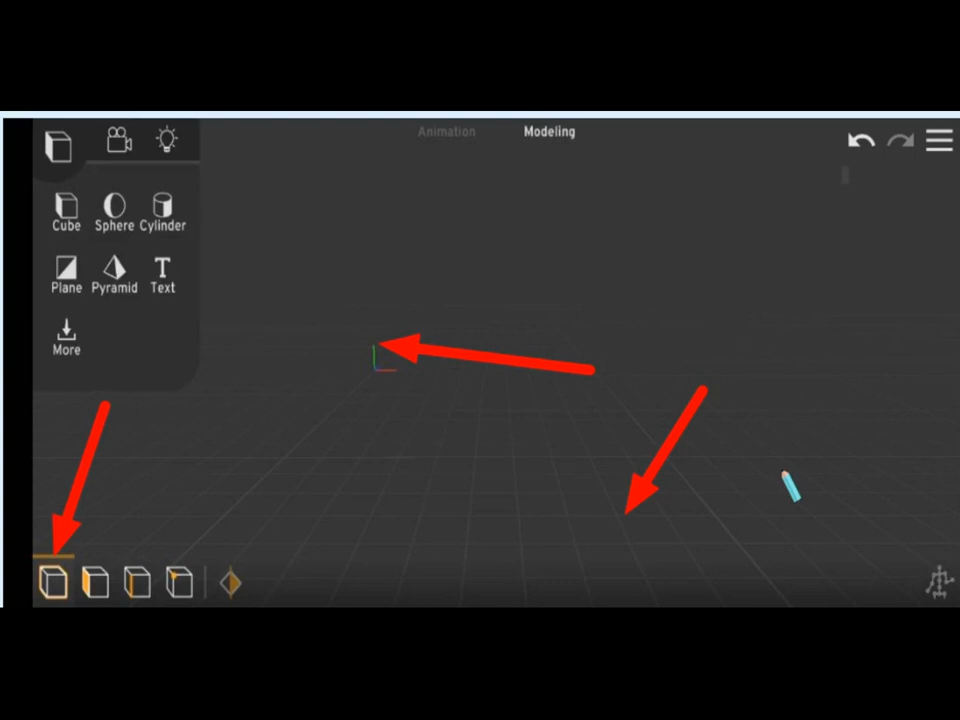 Animation Modeling
Cube Sphere Cylinder
Plane Pyramid Text
More